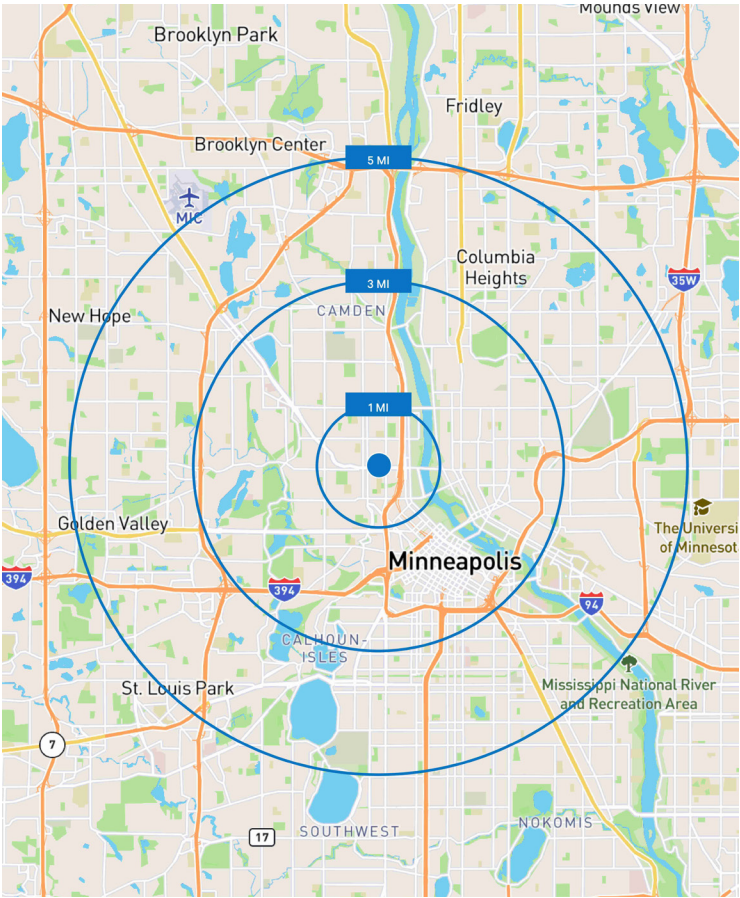 Mounds View
Brooklyn Park
Fridley
Brooklyn Center
5 MI
MIC
Columbia
Heights
35W
3 MI
CAMDEN
New Hope
1 MI
The Universi
of Minnesot
Golden Valley
Minneapolis
394
394
94
CALHOUN-
ISLES
St. Louis Park
Mississippi National River
and Recreation Area
7
NOKOMIS
SOUTHWEST
17